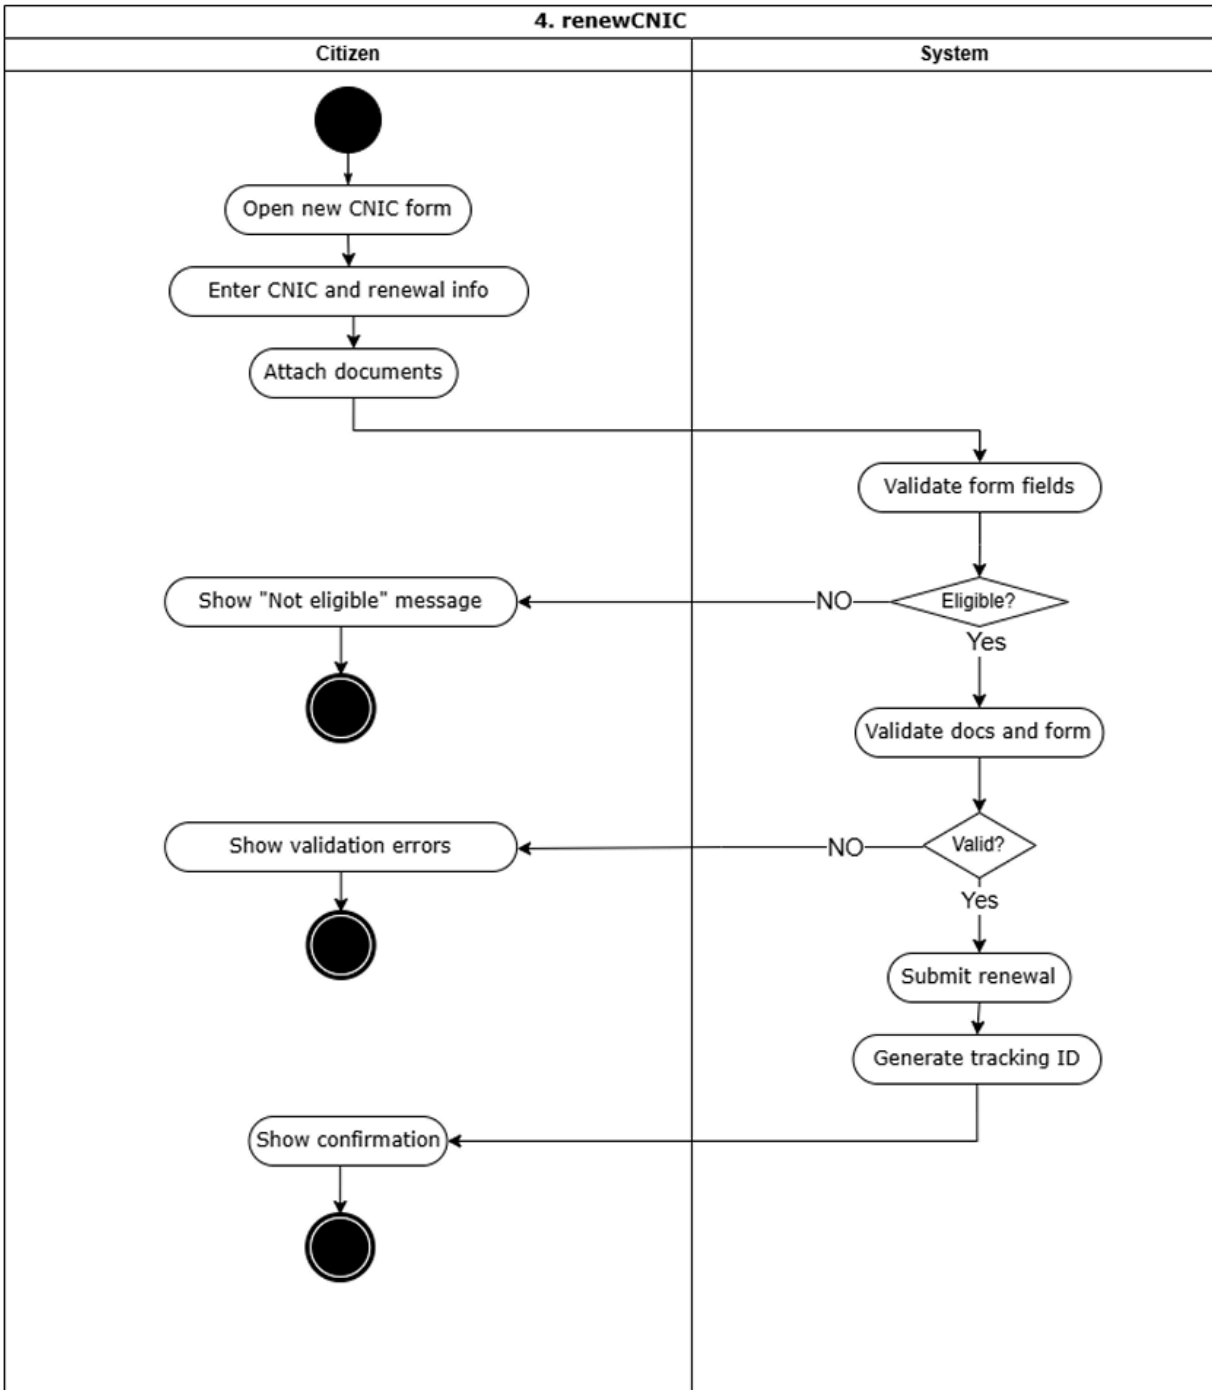 4. renewCNIC
Citizen
System
Open new CNIC form
Enter CNIC and renewal info
Attach documents
Validate form fields
Show "Not eligible" message
NO
Eligible?
Yes
Validate docs and form
Show validation errors
NO
Valid?
Yes
Submit renewal
Generate tracking ID
Show confirmation